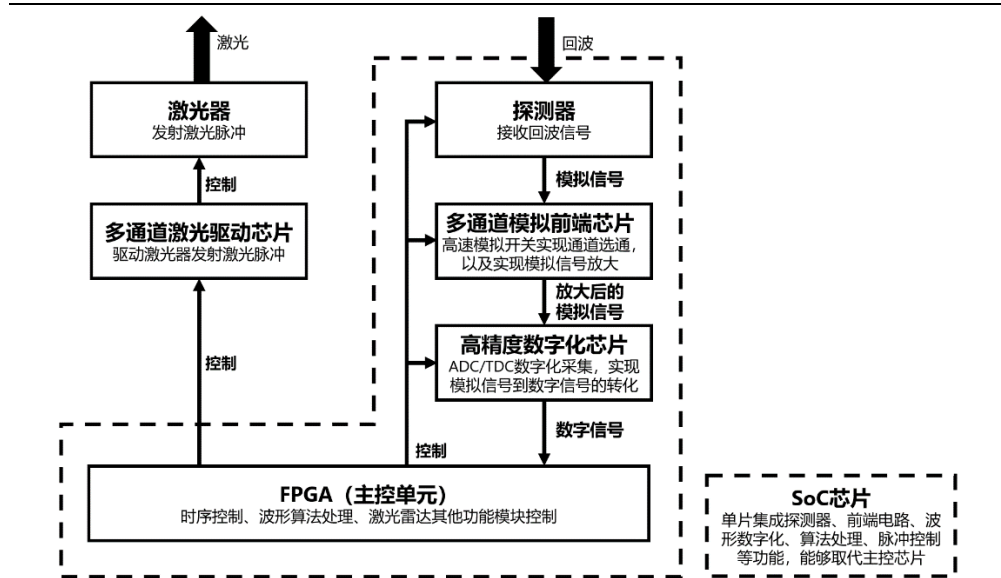 激光
回波
激光器
发射激光脉冲
探测器
接收回波信号
控制
模拟信号
多通道激光驱动芯片
驱动激光器发射激光脉冲
多通道模拟前端芯片
高速模拟开关实现通道选通，
以及实现模拟信号放大
放大后的
模拟信号
控制
高精度数字化芯片
ADC/TDC数字化采集，实现
模拟信号到数字信号的转化
数字信号
控制
FPGA（主控单元）
时序控制、波形算法处理、激光雷达其他功能模块控制
SoC芯片
单片集成探测器、前端电路、波
形数字化、算法处理、脉冲控制
等功能，能够取代主控芯片